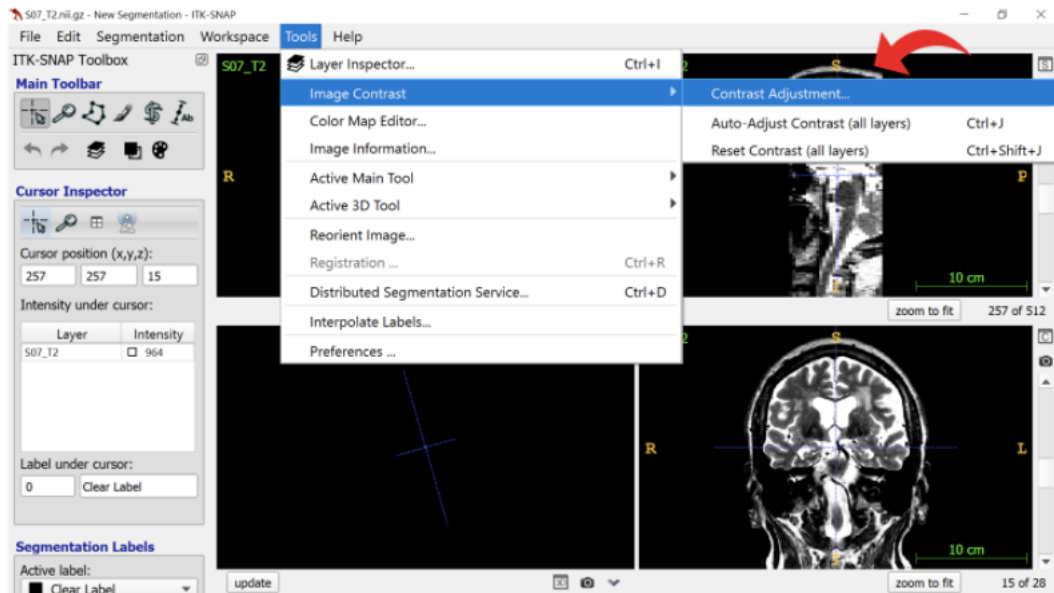 S07_T2.nii.gz - New Segmentation - ITK-SNAP
File Edit Segmentation Workspace Tools Help
ITK-SNAP Toolbox
Main Toolbar
Cursor Inspector
Cursor position (x,y,z):
257 257 15
Intensity under cursor:
Layer Intensity
S07_T2 964
Label under cursor:
0 Clear Label
Segmentation Labels
Active label:
Clear Label
S07_T2
R
Layer Inspector... Ctrl+I
Image Contrast
Color Map Editor...
Image Information...
Active Main Tool
Active 3D Tool
Reorient Image...
Registration ... Ctrl+R
Distributed Segmentation Service... Ctrl+D
Interpolate Labels...
Preferences ...
Contrast Adjustment...
Auto-Adjust Contrast (all layers) Ctrl+J
Reset Contrast (all layers) Ctrl+Shift+J
2
S
S
P
I
10 cm
zoom to fit 257 of 512
2
S
C
R
L
10 cm
update
3D
zoom to fit 15 of 28